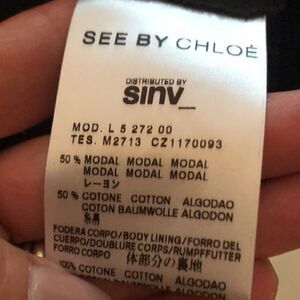 SEE BY CHLOÉ
DISTRIBUTED BY
sinv_
MOD. L 5 272 00
TES. M2713 CZ1170093
50 % MODAL MODAL MODAL
MODAL MODAL MODAL
レーヨン
50 % COTONE COTTON ALGODAO
COTON BAUMWOLLE ALGODON
FODERA CORPO/BODY LINING/FORRO DEL
CUERPO/DOUBLURE CORPS/RUMPFFUTTER
FORRO CORPO 体部分の裏地
100% COTONE COTTON ALGODAO